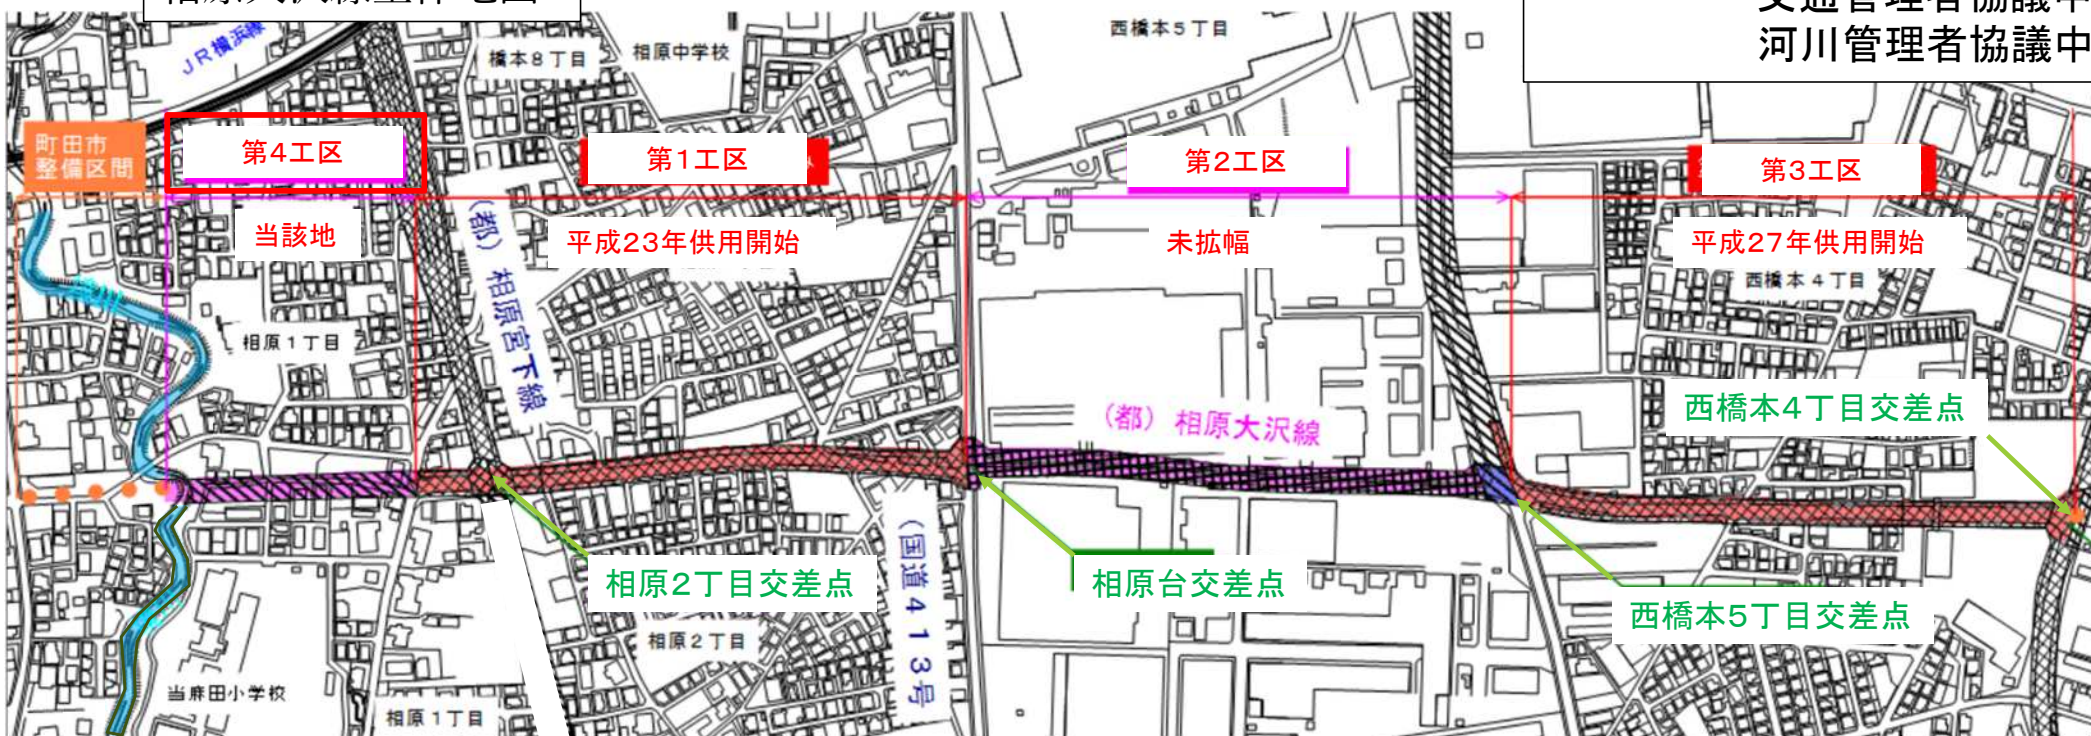 相原大沢線全体地図
交通管理者協議中
河川管理者協議中
JR横浜線
橋本8丁目
相原中学校
西橋本5丁目
町田市
整備区間
第4工区
第1工区
第2工区
第3工区
当該地
平成23年供用開始
未拡幅
平成27年供用開始
西橋本4丁目
(都)相原宮下線
相原1丁目
(都)相原大沢線
西橋本4丁目交差点
相原2丁目交差点
相原台交差点
西橋本5丁目交差点
(国道413号
相原2丁目
当麻田小学校
相原1丁目